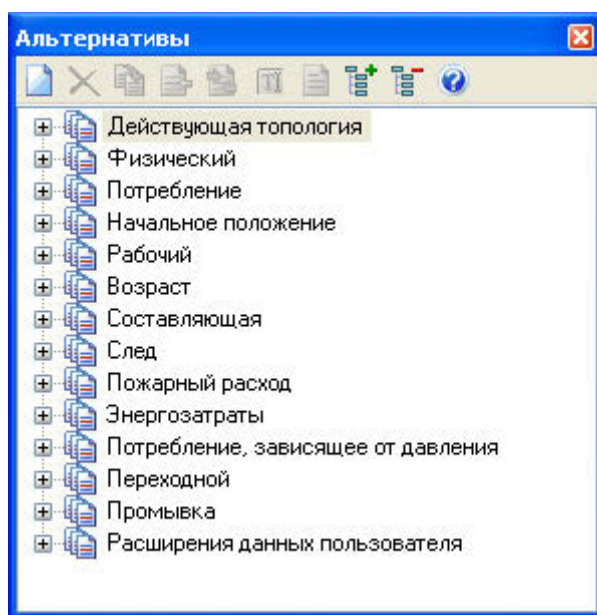 Альтернативы
Действующая топология
Физический
Потребление
Начальное положение
Рабочий
Возраст
Составляющая
След
Пожарный расход
Энергозатраты
Потребление, зависящее от давления
Переходной
Промывка
Расширения данных пользователя